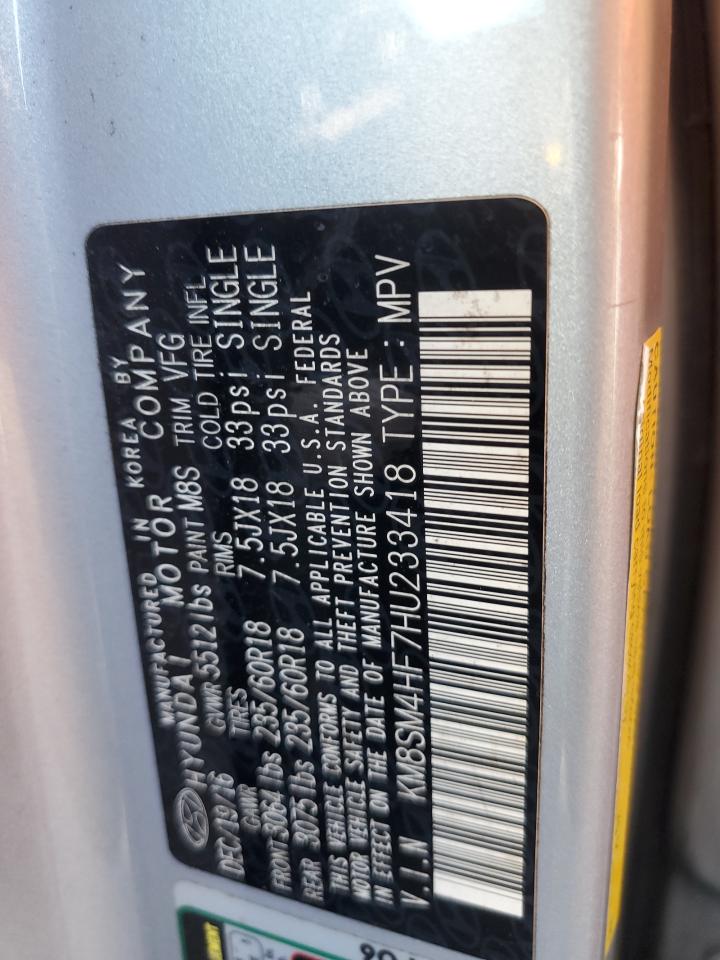 MANUFACTURED IN KOREA BY
HYUNDAI MOTOR COMPANY
DEC/19/16 GVWR 5512 lbs PAINT M8S TRIM VFG
GAWR TIRES RIMS COLD TIRE INFL
FRONT 3064 lbs 235/60R18 7.5JX18 33psi SINGLE
REAR 3075 lbs 235/60R18 7.5JX18 33psi SINGLE
THIS VEHICLE CONFORMS TO ALL APPLICABLE U.S.A. FEDERAL
MOTOR VEHICLE SAFETY AND THEFT PREVENTION STANDARDS
IN EFFECT ON THE DATE OF MANUFACTURE SHOWN ABOVE
V.I.N KM8SM4HF7HU233418 TYPE : MPV